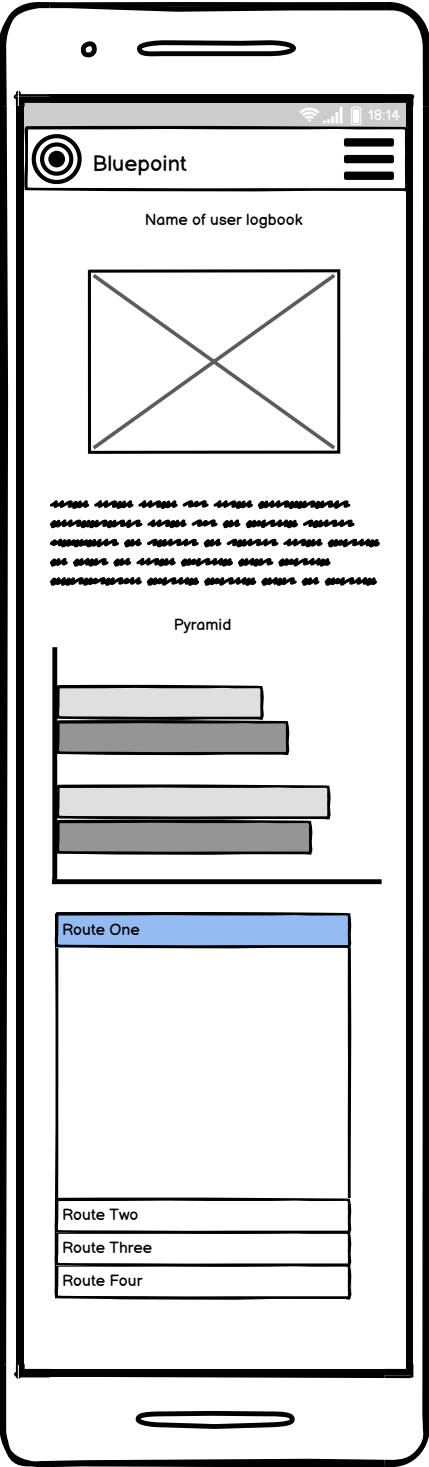 18:14
Bluepoint
Name of user logbook
Pyramid
Route One
Route Two
Route Three
Route Four